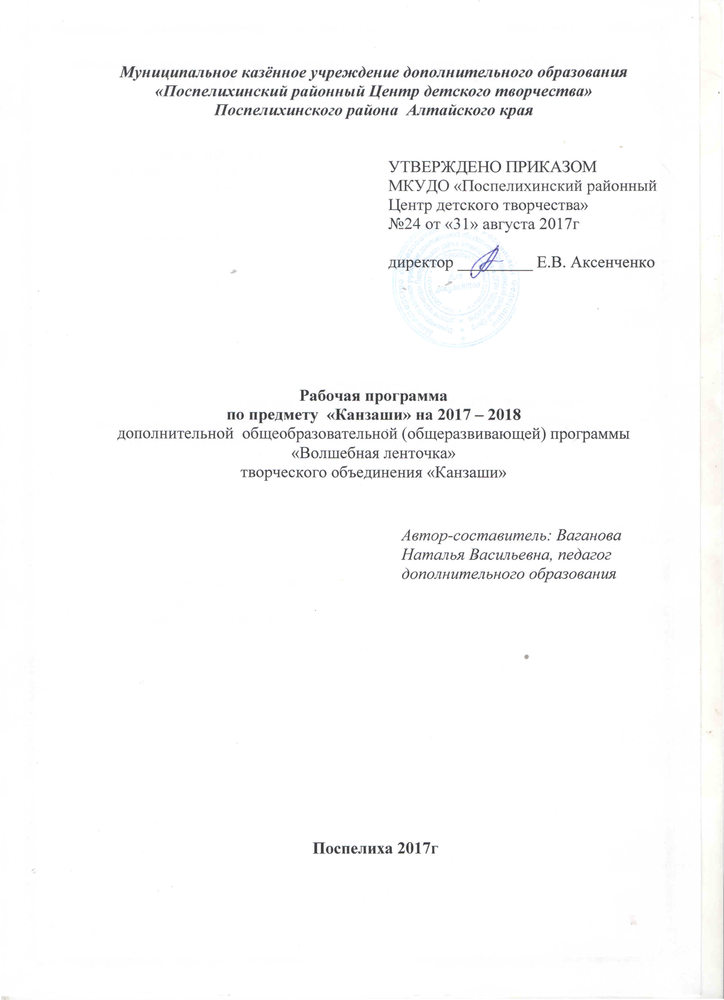 Муниципальное казённое учреждение дополнительного образования
«Поспелихинский районный Центр детского творчества»
Поспелихинского района Алтайского края
УТВЕРЖДЕНО ПРИКАЗОМ
МКУДО «Поспелихинский районный
Центр детского творчества»
№24 от «31» августа 2017г
директор _________ Е.В. Аксенченко
Для
документов
Рабочая программа
по предмету «Канзаши» на 2017 – 2018
дополнительной общеобразовательной (общеразвивающей) программы
«Волшебная ленточка»
творческого объединения «Канзаши»
Автор-составитель: Ваганова
Наталья Васильевна, педагог
дополнительного образования
Поспелиха 2017г